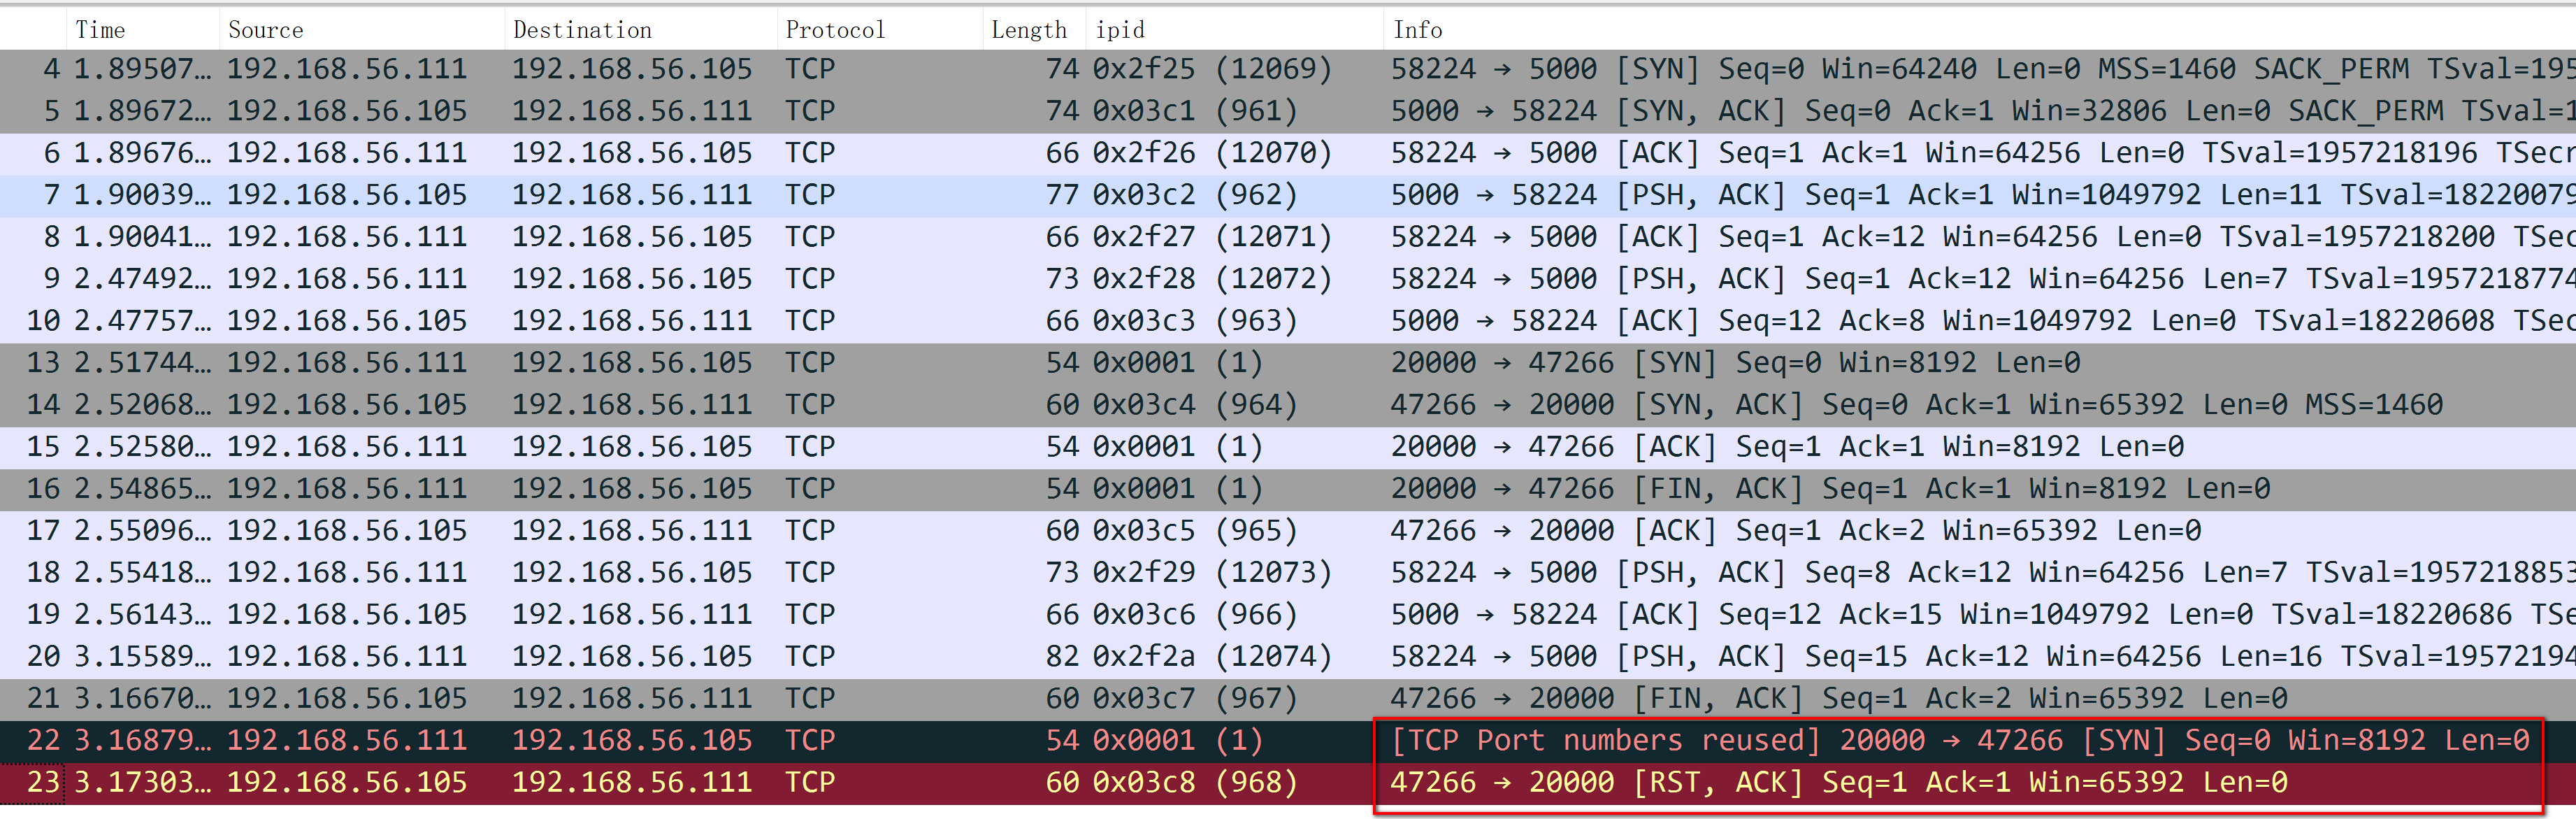 Time Source Destination Protocol Length ipid Info
4 1.89507… 192.168.56.111 192.168.56.105 TCP 74 0x2f25 (12069) 58224 → 5000 [SYN] Seq=0 Win=64240 Len=0 MSS=1460 SACK_PERM TSval=195
5 1.89672… 192.168.56.105 192.168.56.111 TCP 74 0x03c1 (961) 5000 → 58224 [SYN, ACK] Seq=0 Ack=1 Win=32806 Len=0 SACK_PERM TSval=1
6 1.89676… 192.168.56.111 192.168.56.105 TCP 66 0x2f26 (12070) 58224 → 5000 [ACK] Seq=1 Ack=1 Win=64256 Len=0 TSval=1957218196 TSecr
7 1.90039… 192.168.56.105 192.168.56.111 TCP 77 0x03c2 (962) 5000 → 58224 [PSH, ACK] Seq=1 Ack=1 Win=1049792 Len=11 TSval=18220079
8 1.90041… 192.168.56.111 192.168.56.105 TCP 66 0x2f27 (12071) 58224 → 5000 [ACK] Seq=1 Ack=12 Win=64256 Len=0 TSval=1957218200 TSec
9 2.47492… 192.168.56.111 192.168.56.105 TCP 73 0x2f28 (12072) 58224 → 5000 [PSH, ACK] Seq=1 Ack=12 Win=64256 Len=7 TSval=1957218774
10 2.47757… 192.168.56.105 192.168.56.111 TCP 66 0x03c3 (963) 5000 → 58224 [ACK] Seq=12 Ack=8 Win=1049792 Len=0 TSval=18220608 TSec
13 2.51744… 192.168.56.111 192.168.56.105 TCP 54 0x0001 (1) 20000 → 47266 [SYN] Seq=0 Win=8192 Len=0
14 2.52068… 192.168.56.105 192.168.56.111 TCP 60 0x03c4 (964) 47266 → 20000 [SYN, ACK] Seq=0 Ack=1 Win=65392 Len=0 MSS=1460
15 2.52580… 192.168.56.111 192.168.56.105 TCP 54 0x0001 (1) 20000 → 47266 [ACK] Seq=1 Ack=1 Win=8192 Len=0
16 2.54865… 192.168.56.111 192.168.56.105 TCP 54 0x0001 (1) 20000 → 47266 [FIN, ACK] Seq=1 Ack=1 Win=8192 Len=0
17 2.55096… 192.168.56.105 192.168.56.111 TCP 60 0x03c5 (965) 47266 → 20000 [ACK] Seq=1 Ack=2 Win=65392 Len=0
18 2.55418… 192.168.56.111 192.168.56.105 TCP 73 0x2f29 (12073) 58224 → 5000 [PSH, ACK] Seq=8 Ack=12 Win=64256 Len=7 TSval=1957218853
19 2.56143… 192.168.56.105 192.168.56.111 TCP 66 0x03c6 (966) 5000 → 58224 [ACK] Seq=12 Ack=15 Win=1049792 Len=0 TSval=18220686 TSe
20 3.15589… 192.168.56.111 192.168.56.105 TCP 82 0x2f2a (12074) 58224 → 5000 [PSH, ACK] Seq=15 Ack=12 Win=64256 Len=16 TSval=19572194
21 3.16670… 192.168.56.105 192.168.56.111 TCP 60 0x03c7 (967) 47266 → 20000 [FIN, ACK] Seq=1 Ack=2 Win=65392 Len=0
22 3.16879… 192.168.56.111 192.168.56.105 TCP 54 0x0001 (1) [TCP Port numbers reused] 20000 → 47266 [SYN] Seq=0 Win=8192 Len=0
23 3.17303… 192.168.56.105 192.168.56.111 TCP 60 0x03c8 (968) 47266 → 20000 [RST, ACK] Seq=1 Ack=1 Win=65392 Len=0